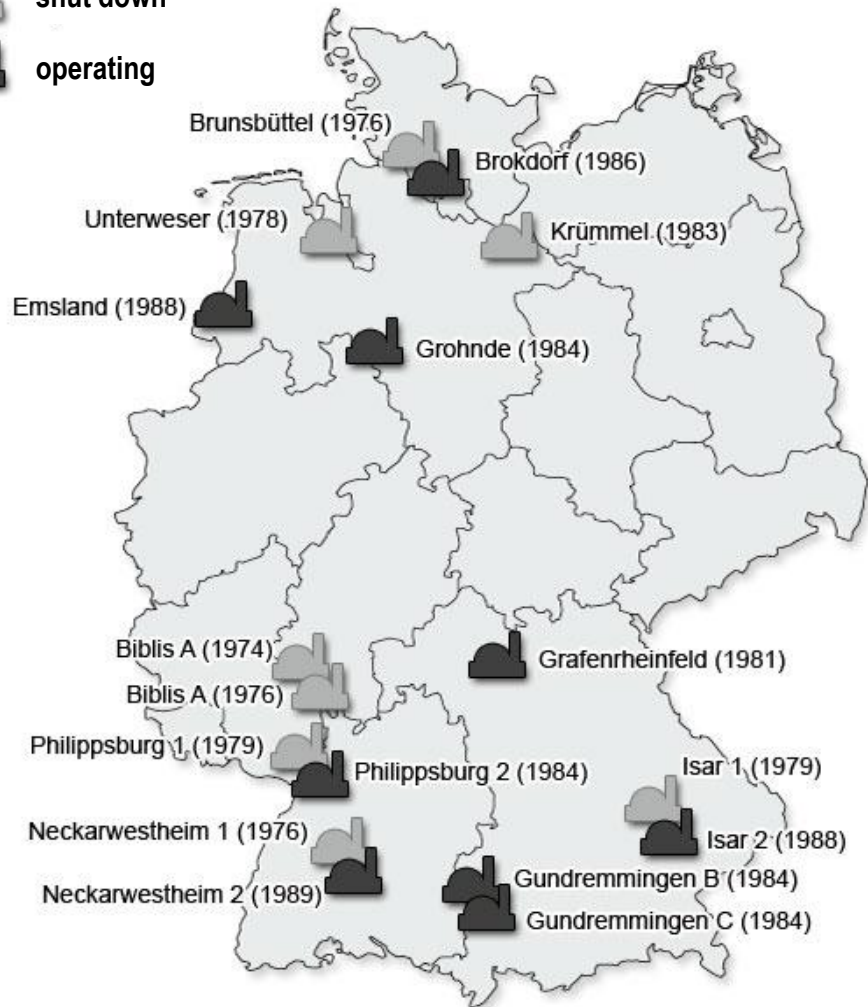 shut down
operating
Brunsbüttel (1976)
Brokdorf (1986)
Unterweser (1978)
Krümmel (1983)
Emsland (1988)
Grohnde (1984)
Biblis A (1974)
Grafenrheinfeld (1981)
Biblis A (1976)
Philippsburg 1 (1979)
Philippsburg 2 (1984)
Isar 1 (1979)
Neckarwestheim 1 (1976)
Isar 2 (1988)
Neckarwestheim 2 (1989)
Gundremmingen B (1984)
Gundremmingen C (1984)